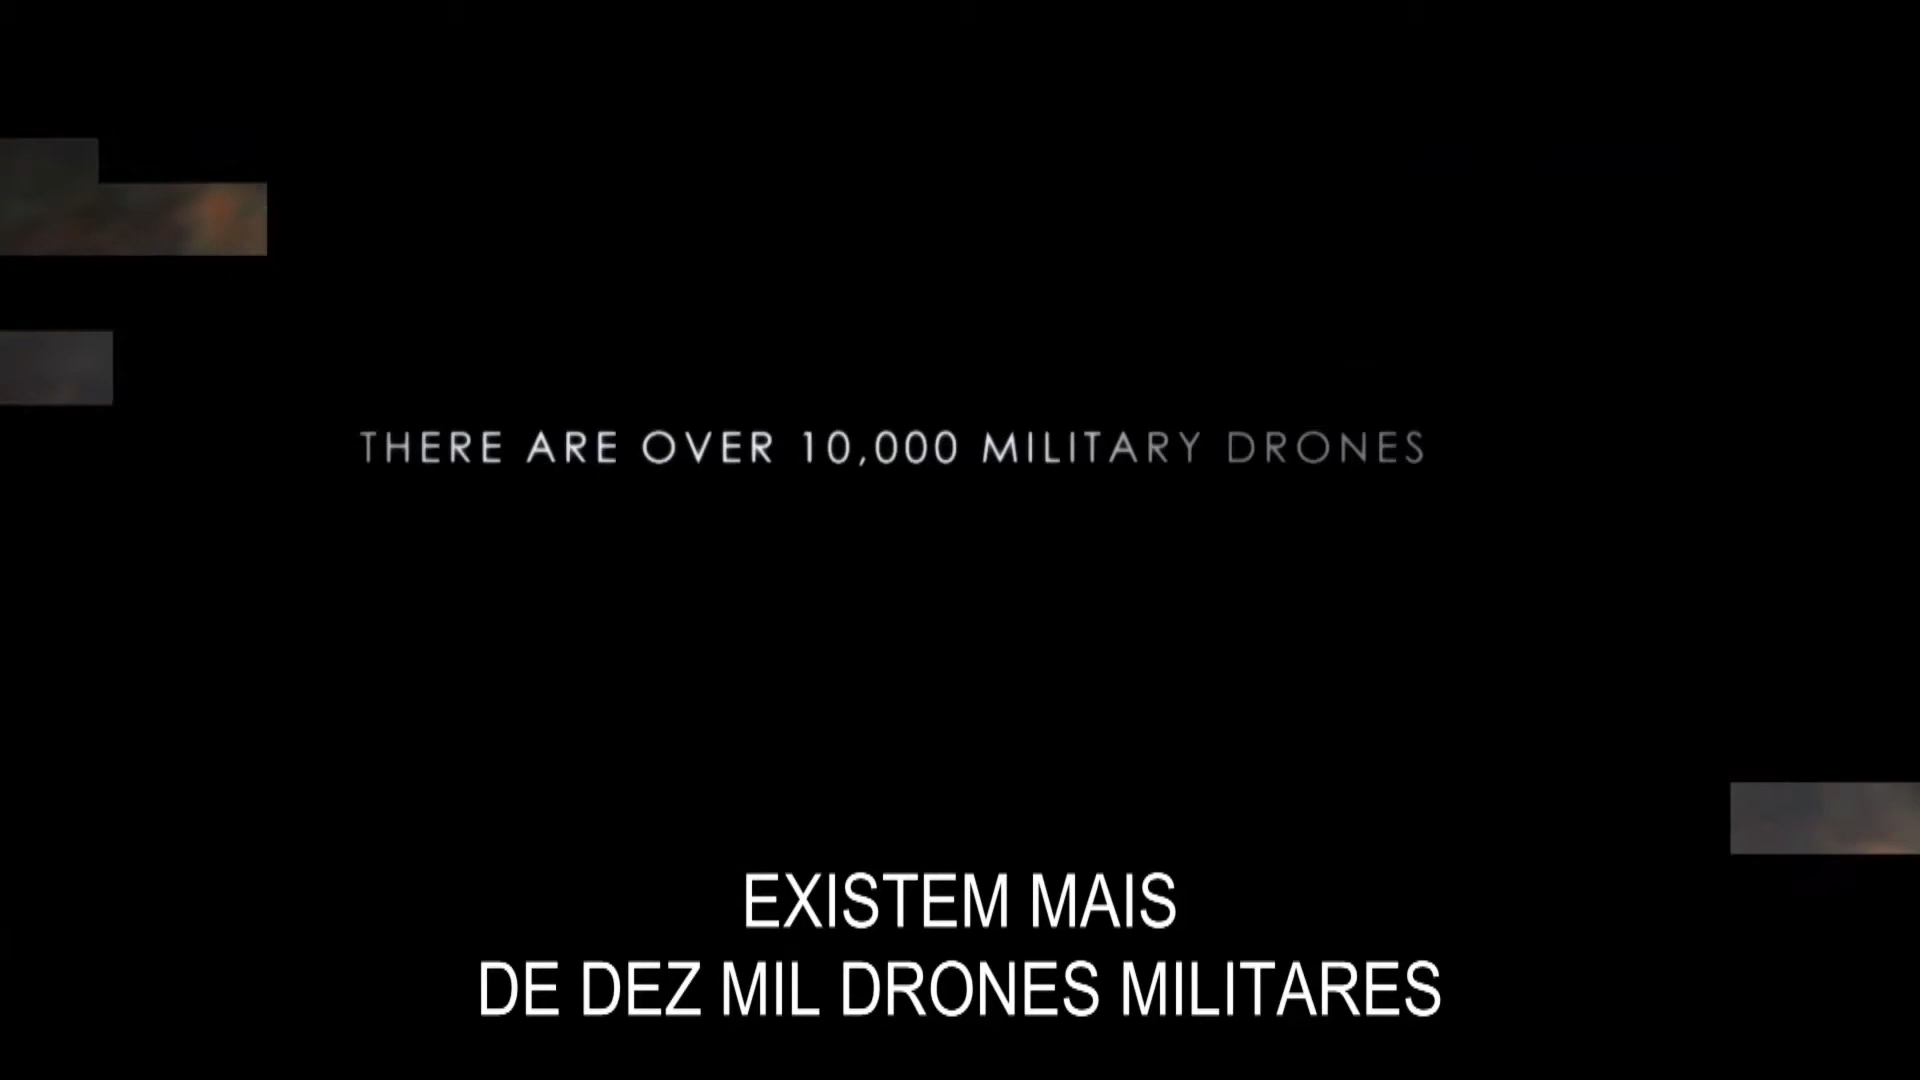 THERE ARE OVER 10,000 MILITARY DRONES
EXISTEM MAIS
DE DEZ MIL DRONES MILITARES